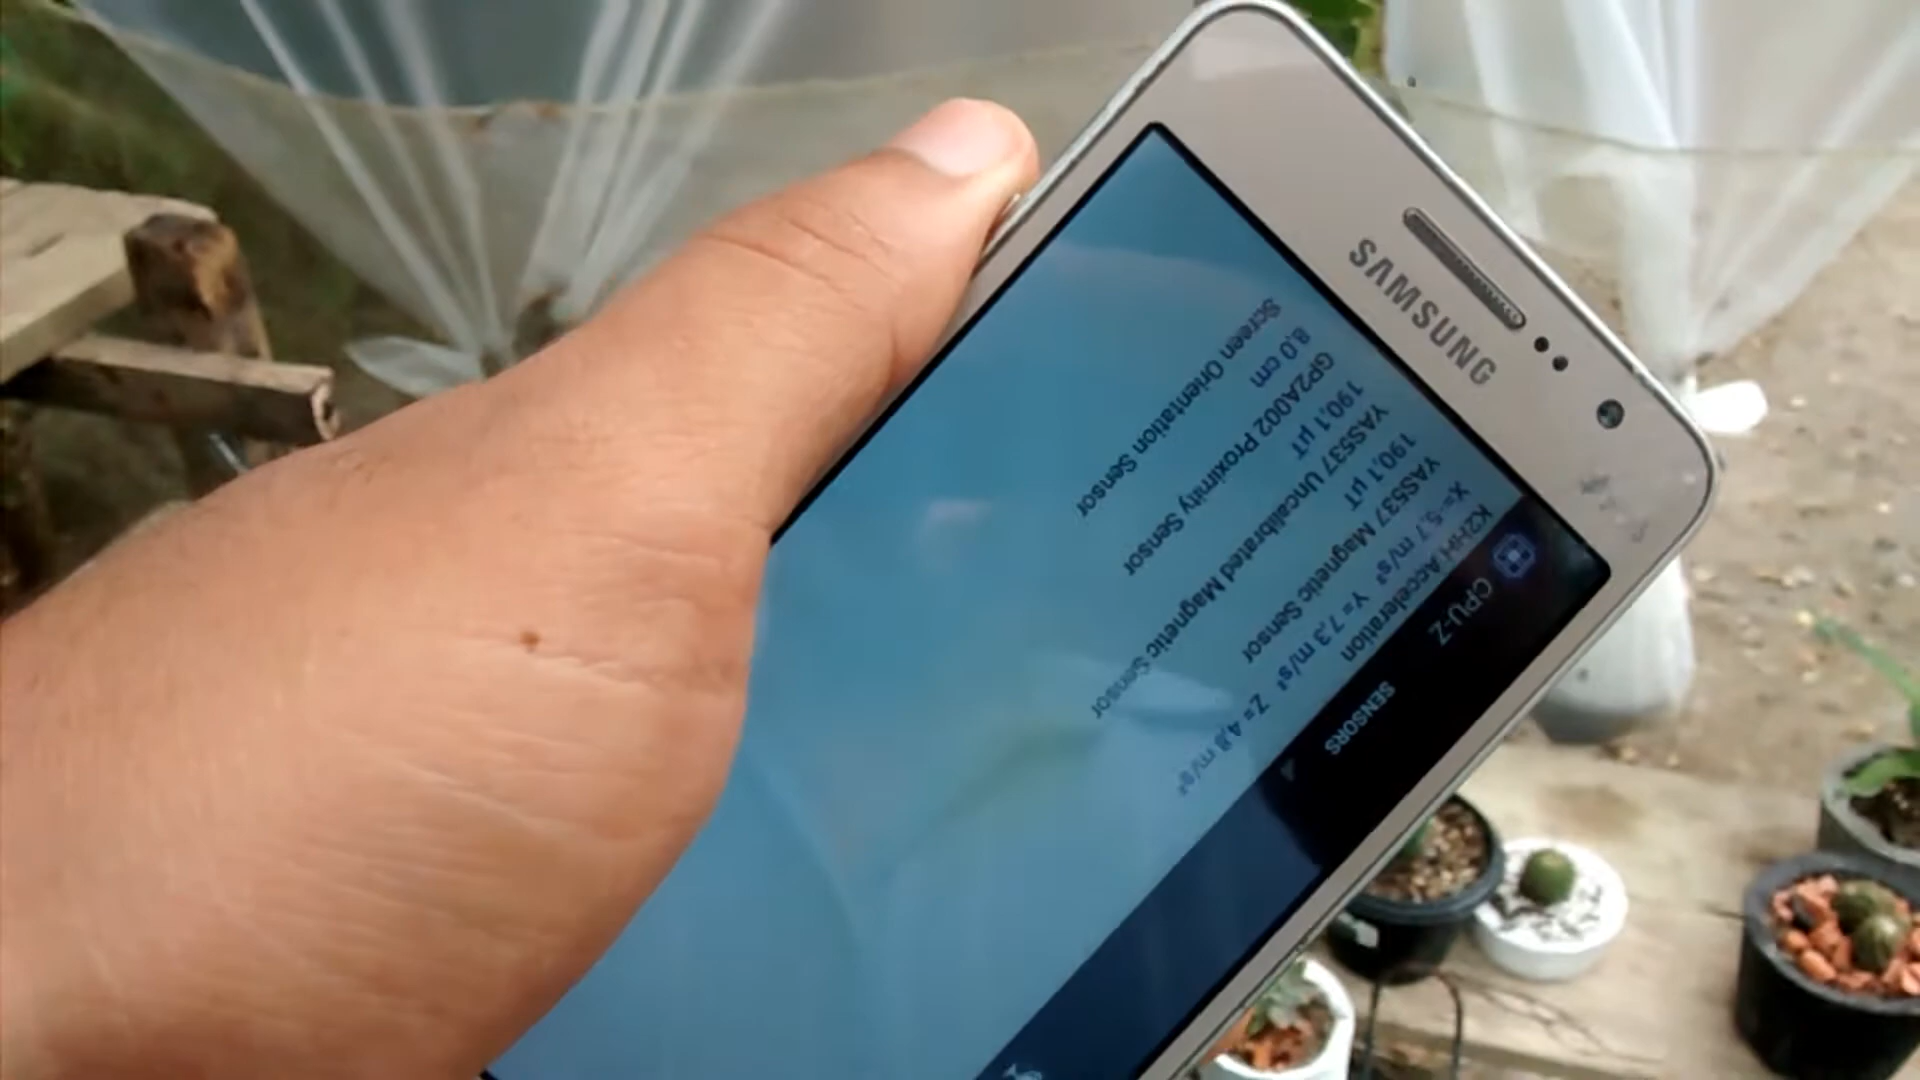 SAMSUNG
CPU-Z
SENSORS
K2HH Acceleration
X= -5,7 m/s² Y= 7,3 m/s² Z= 4,8 m/s²
YAS537 Magnetic Sensor
190,1 µT
YAS537 Uncalibrated Magnetic Sensor
190,1 µT
GP2A002 Proximity Sensor
8,0 cm
Screen Orientation Sensor